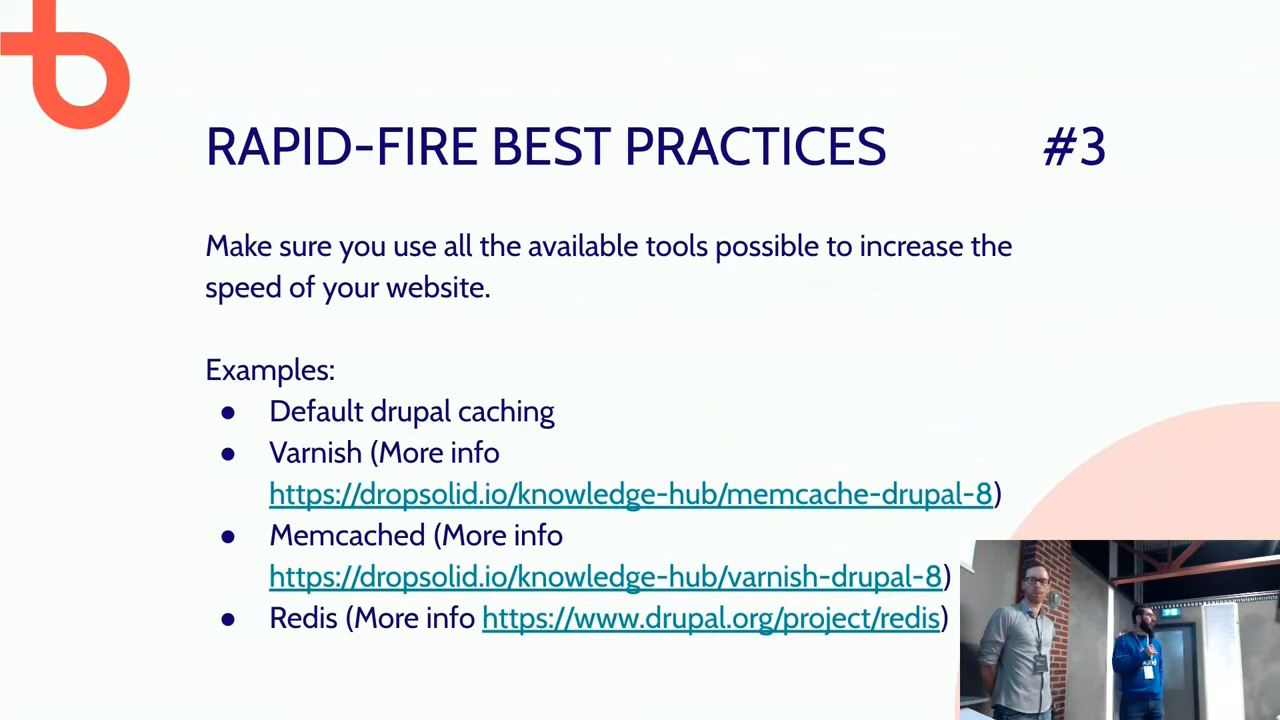 RAPID-FIRE BEST PRACTICES #3
Make sure you use all the available tools possible to increase the
speed of your website.
Examples:
● Default drupal caching
● Varnish (More info
https://dropsolid.io/knowledge-hub/memcache-drupal-8)
● Memcached (More info
https://dropsolid.io/knowledge-hub/varnish-drupal-8)
● Redis (More info https://www.drupal.org/project/redis)